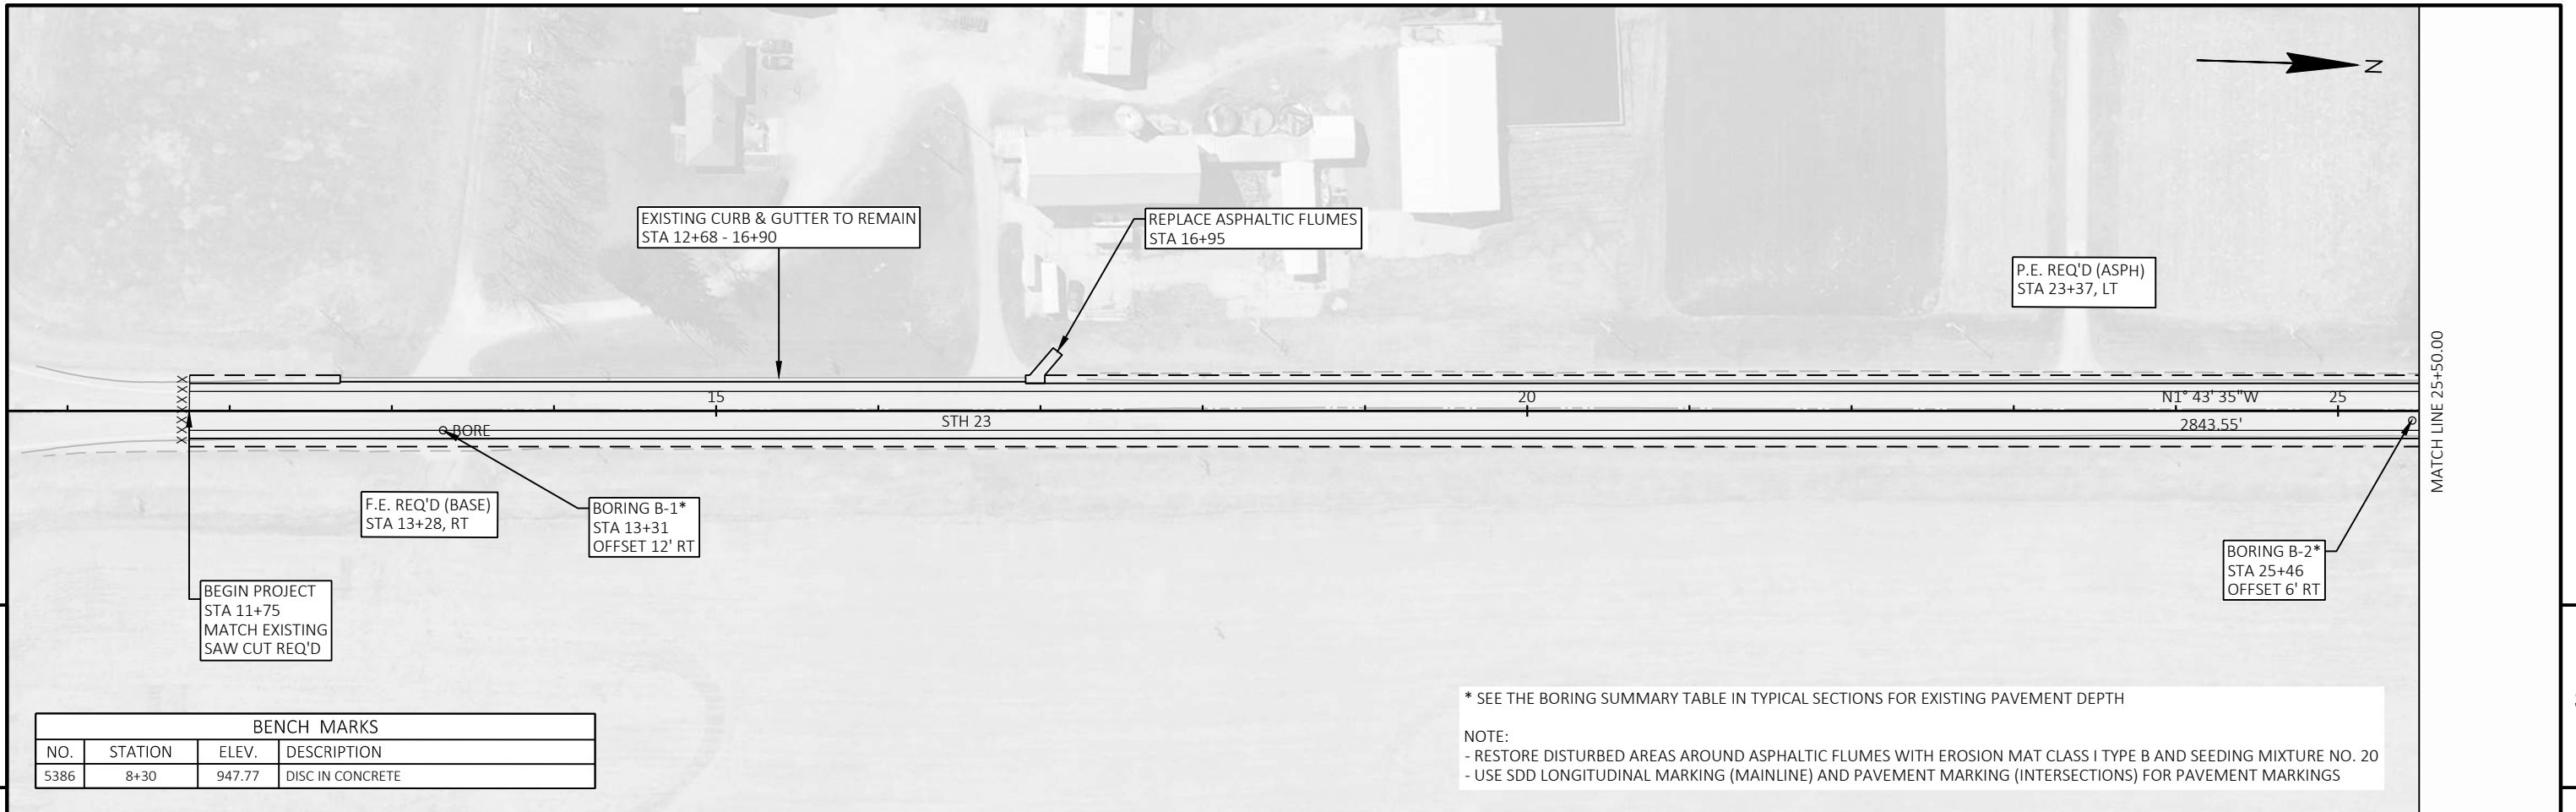 N
EXISTING CURB & GUTTER TO REMAIN
STA 12+68 - 16+90
REPLACE ASPHALTIC FLUMES
STA 16+95
P.E. REQ'D (ASPH)
STA 23+37, LT
MATCH LINE 25+50.00
15
20
N1° 43' 35"W
25
STH 23
2843.55'
BORE
F.E. REQ'D (BASE)
STA 13+28, RT
BORING B-1*
STA 13+31
OFFSET 12' RT
BORING B-2*
STA 25+46
OFFSET 6' RT
BEGIN PROJECT
STA 11+75
MATCH EXISTING
SAW CUT REQ'D
* SEE THE BORING SUMMARY TABLE IN TYPICAL SECTIONS FOR EXISTING PAVEMENT DEPTH
NOTE:
- RESTORE DISTURBED AREAS AROUND ASPHALTIC FLUMES WITH EROSION MAT CLASS I TYPE B AND SEEDING MIXTURE NO. 20
- USE SDD LONGITUDINAL MARKING (MAINLINE) AND PAVEMENT MARKING (INTERSECTIONS) FOR PAVEMENT MARKINGS
BENCH MARKS
NO. STATION ELEV. DESCRIPTION
5386 8+30 947.77 DISC IN CONCRETE